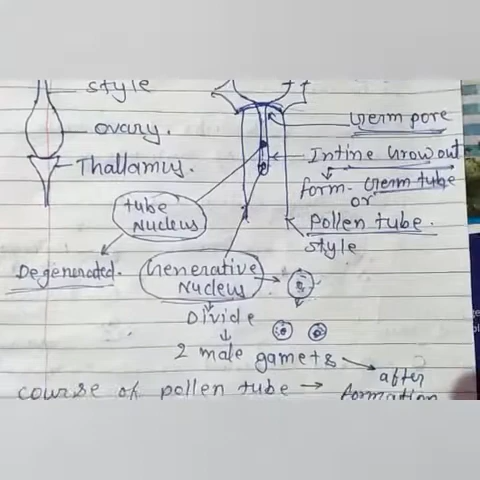 style
ovary.
Thallamus.
Germ pore
Intine Grow out
form. Germ tube
or
Pollen tube.
style
tube
Nucleus
Degenerated.
Generative
Nucleus
Divide
2 male gamets
after
formation
course of pollen tube →